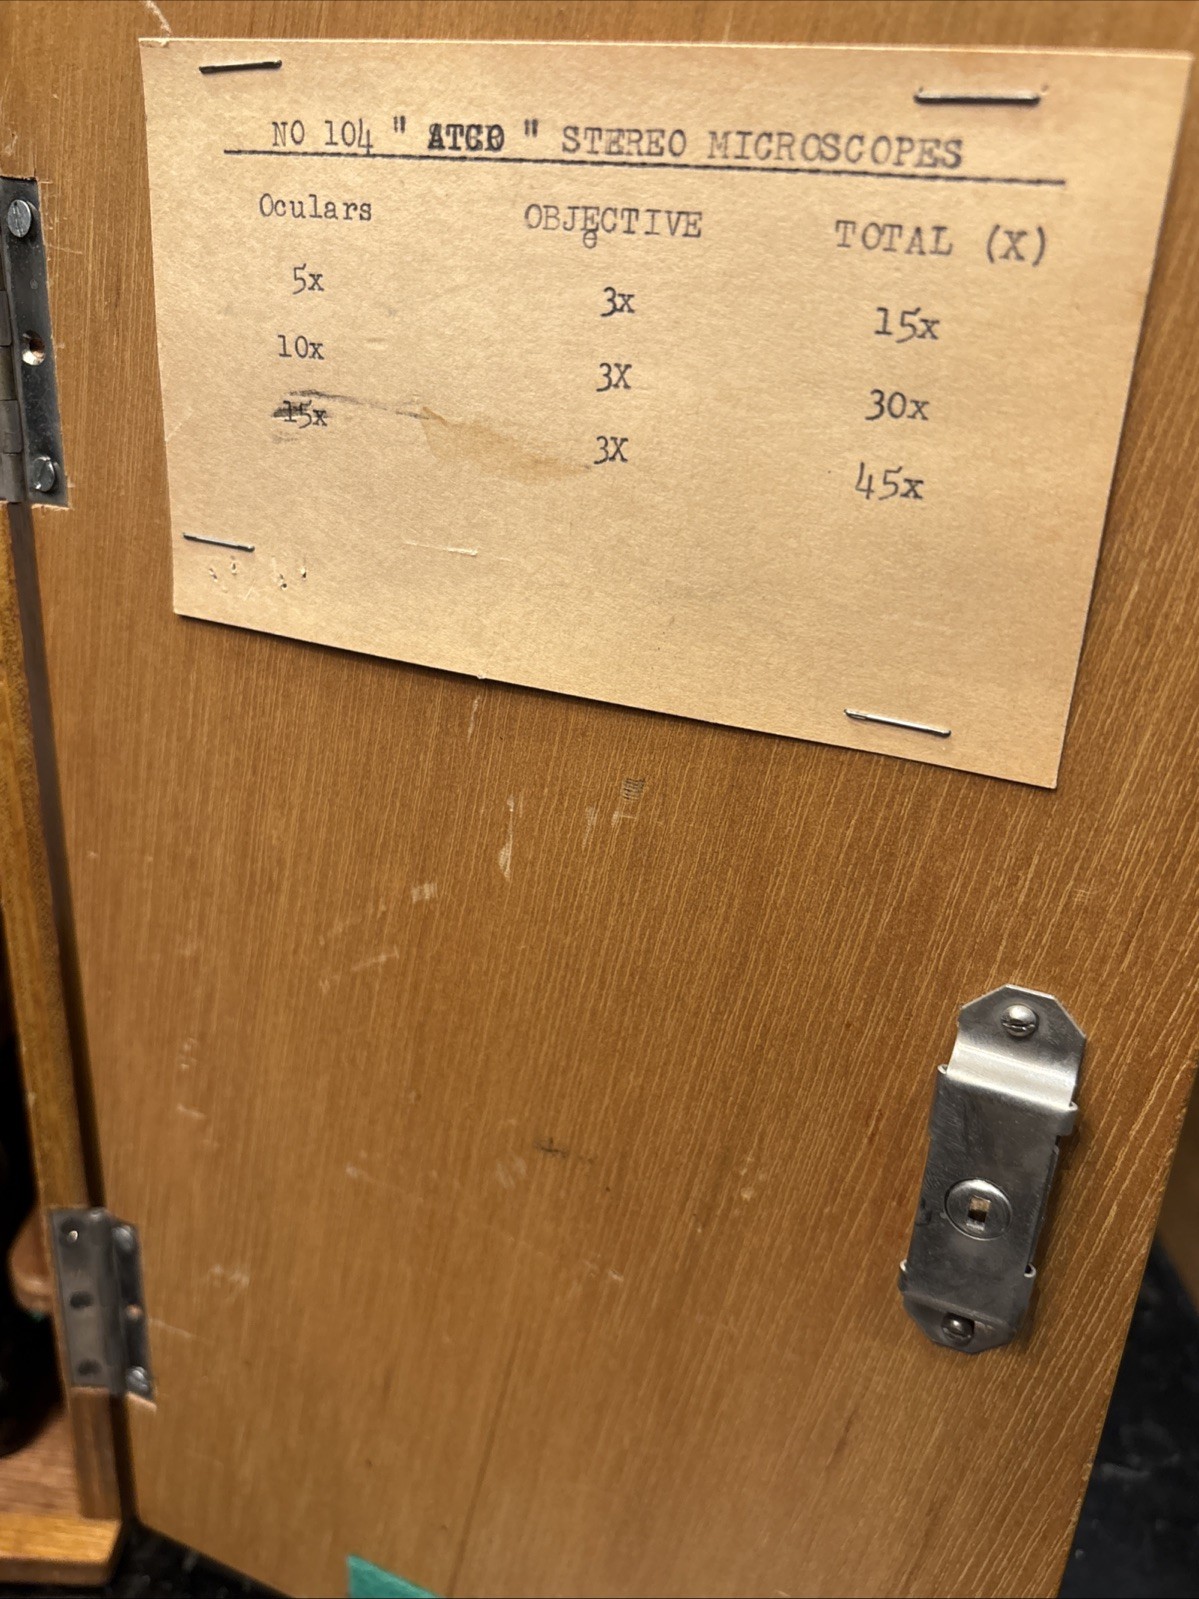 NO 104 " ATCO " STEREO MICROSCOPES
Oculars OBJECTIVE TOTAL (X)
e
5x 3x 15x
10x 3X 30x
15x 3X 45x